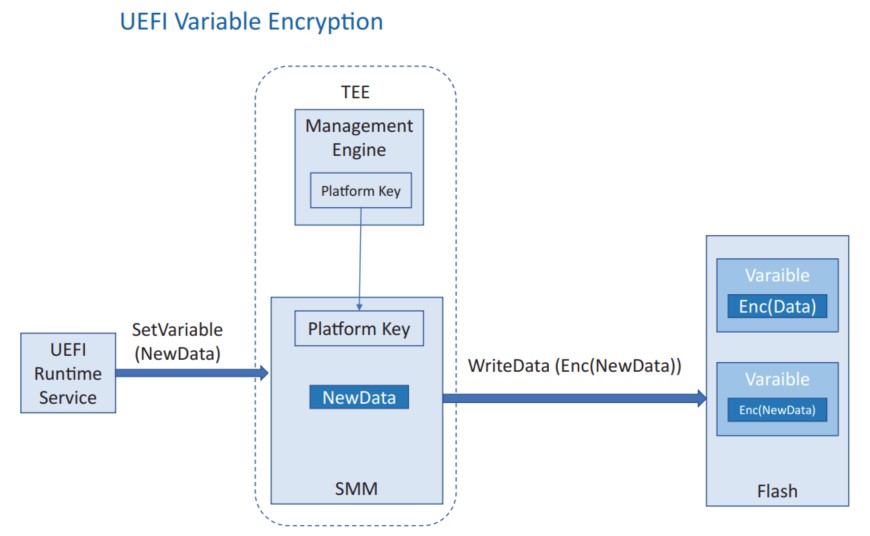 UEFI Variable Encryption
TEE
Management
Engine
Platform Key
Platform Key
NewData
SMM
UEFI
Runtime
Service
SetVariable
(NewData)
WriteData (Enc(NewData))
Varaible
Enc(Data)
Varaible
Enc(NewData)
Flash